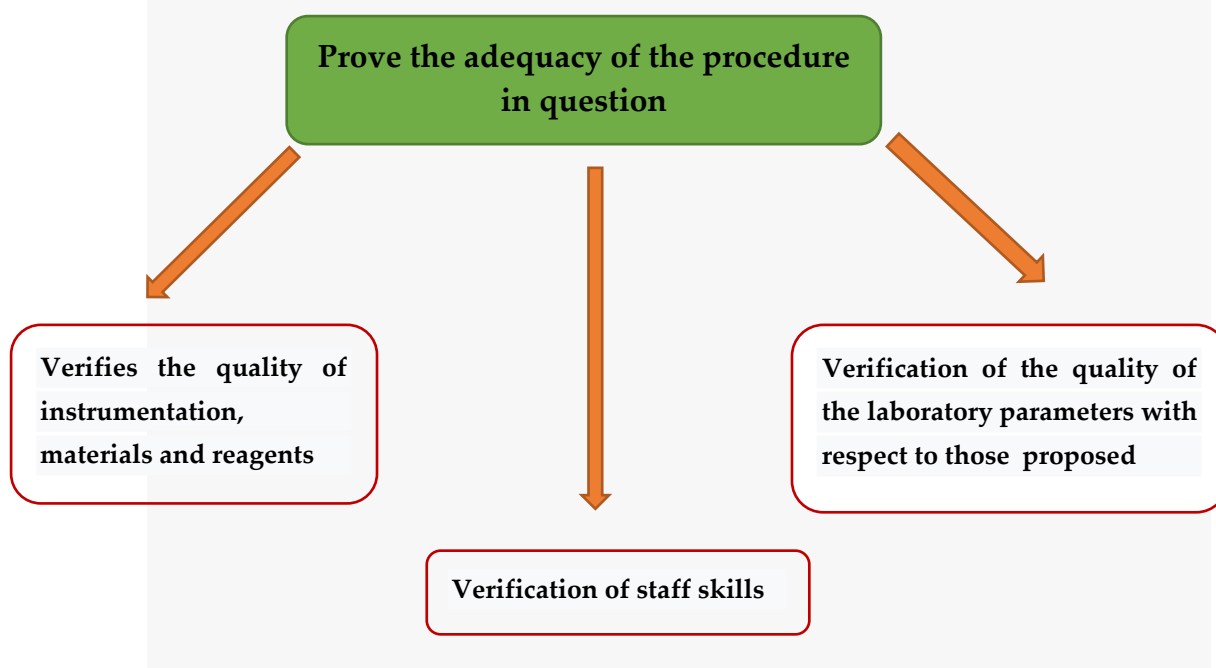 Prove the adequacy of the procedure
in question
Verifies the quality of
instrumentation,
materials and reagents
Verification of the quality of
the laboratory parameters with
respect to those proposed
Verification of staff skills